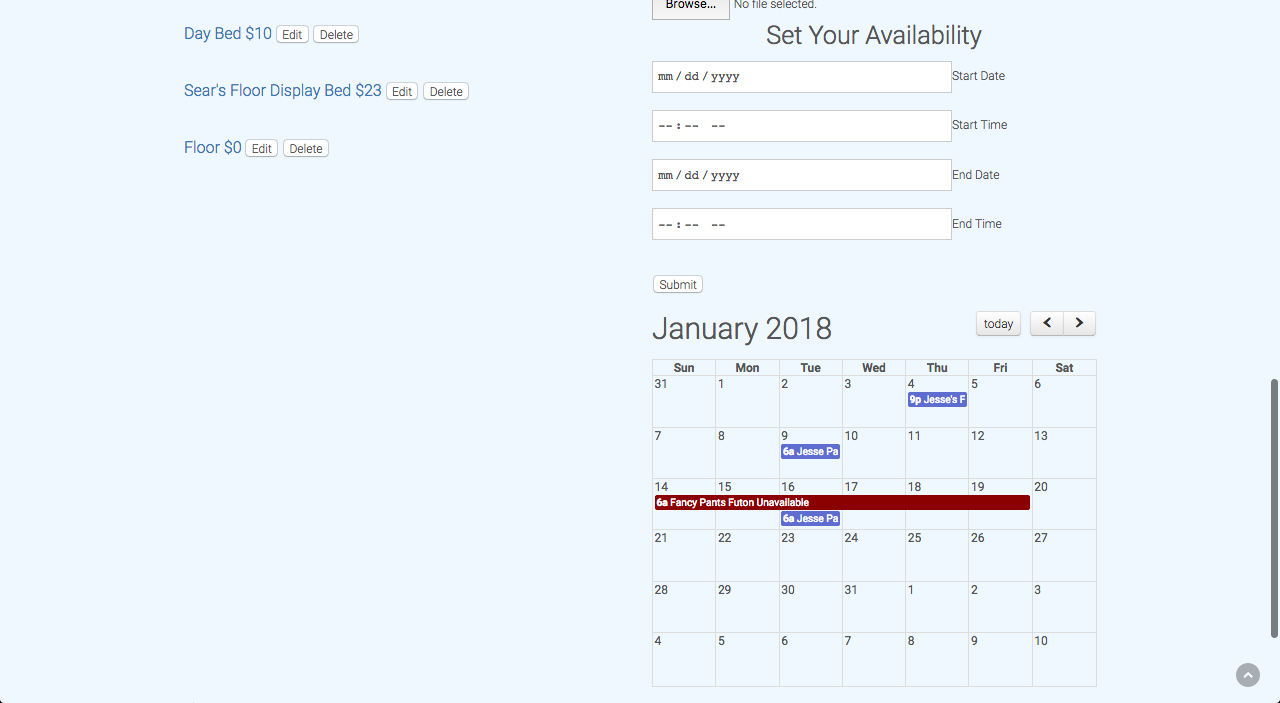 Day Bed $10 Edit Delete
Sear's Floor Display Bed $23 Edit Delete
Floor $0 Edit Delete
Browse... No file selected.
Set Your Availability
mm / dd / yyyy Start Date
-- : -- -- Start Time
mm / dd / yyyy End Date
-- : -- -- End Time
Submit
January 2018 today
Sun Mon Tue Wed Thu Fri Sat
31 1 2 3 4 5 6
9p Jesse's F
7 8 9 10 11 12 13
6a Jesse Pa
14 15 16 17 18 19 20
6a Fancy Pants Futon Unavailable
6a Jesse Pa
21 22 23 24 25 26 27
28 29 30 31 1 2 3
4 5 6 7 8 9 10